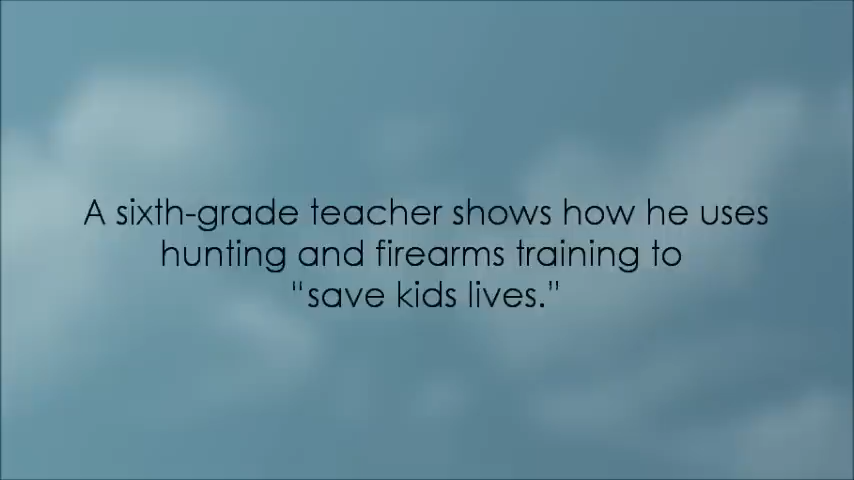 A sixth-grade teacher shows how he uses
hunting and firearms training to
“save kids lives.”